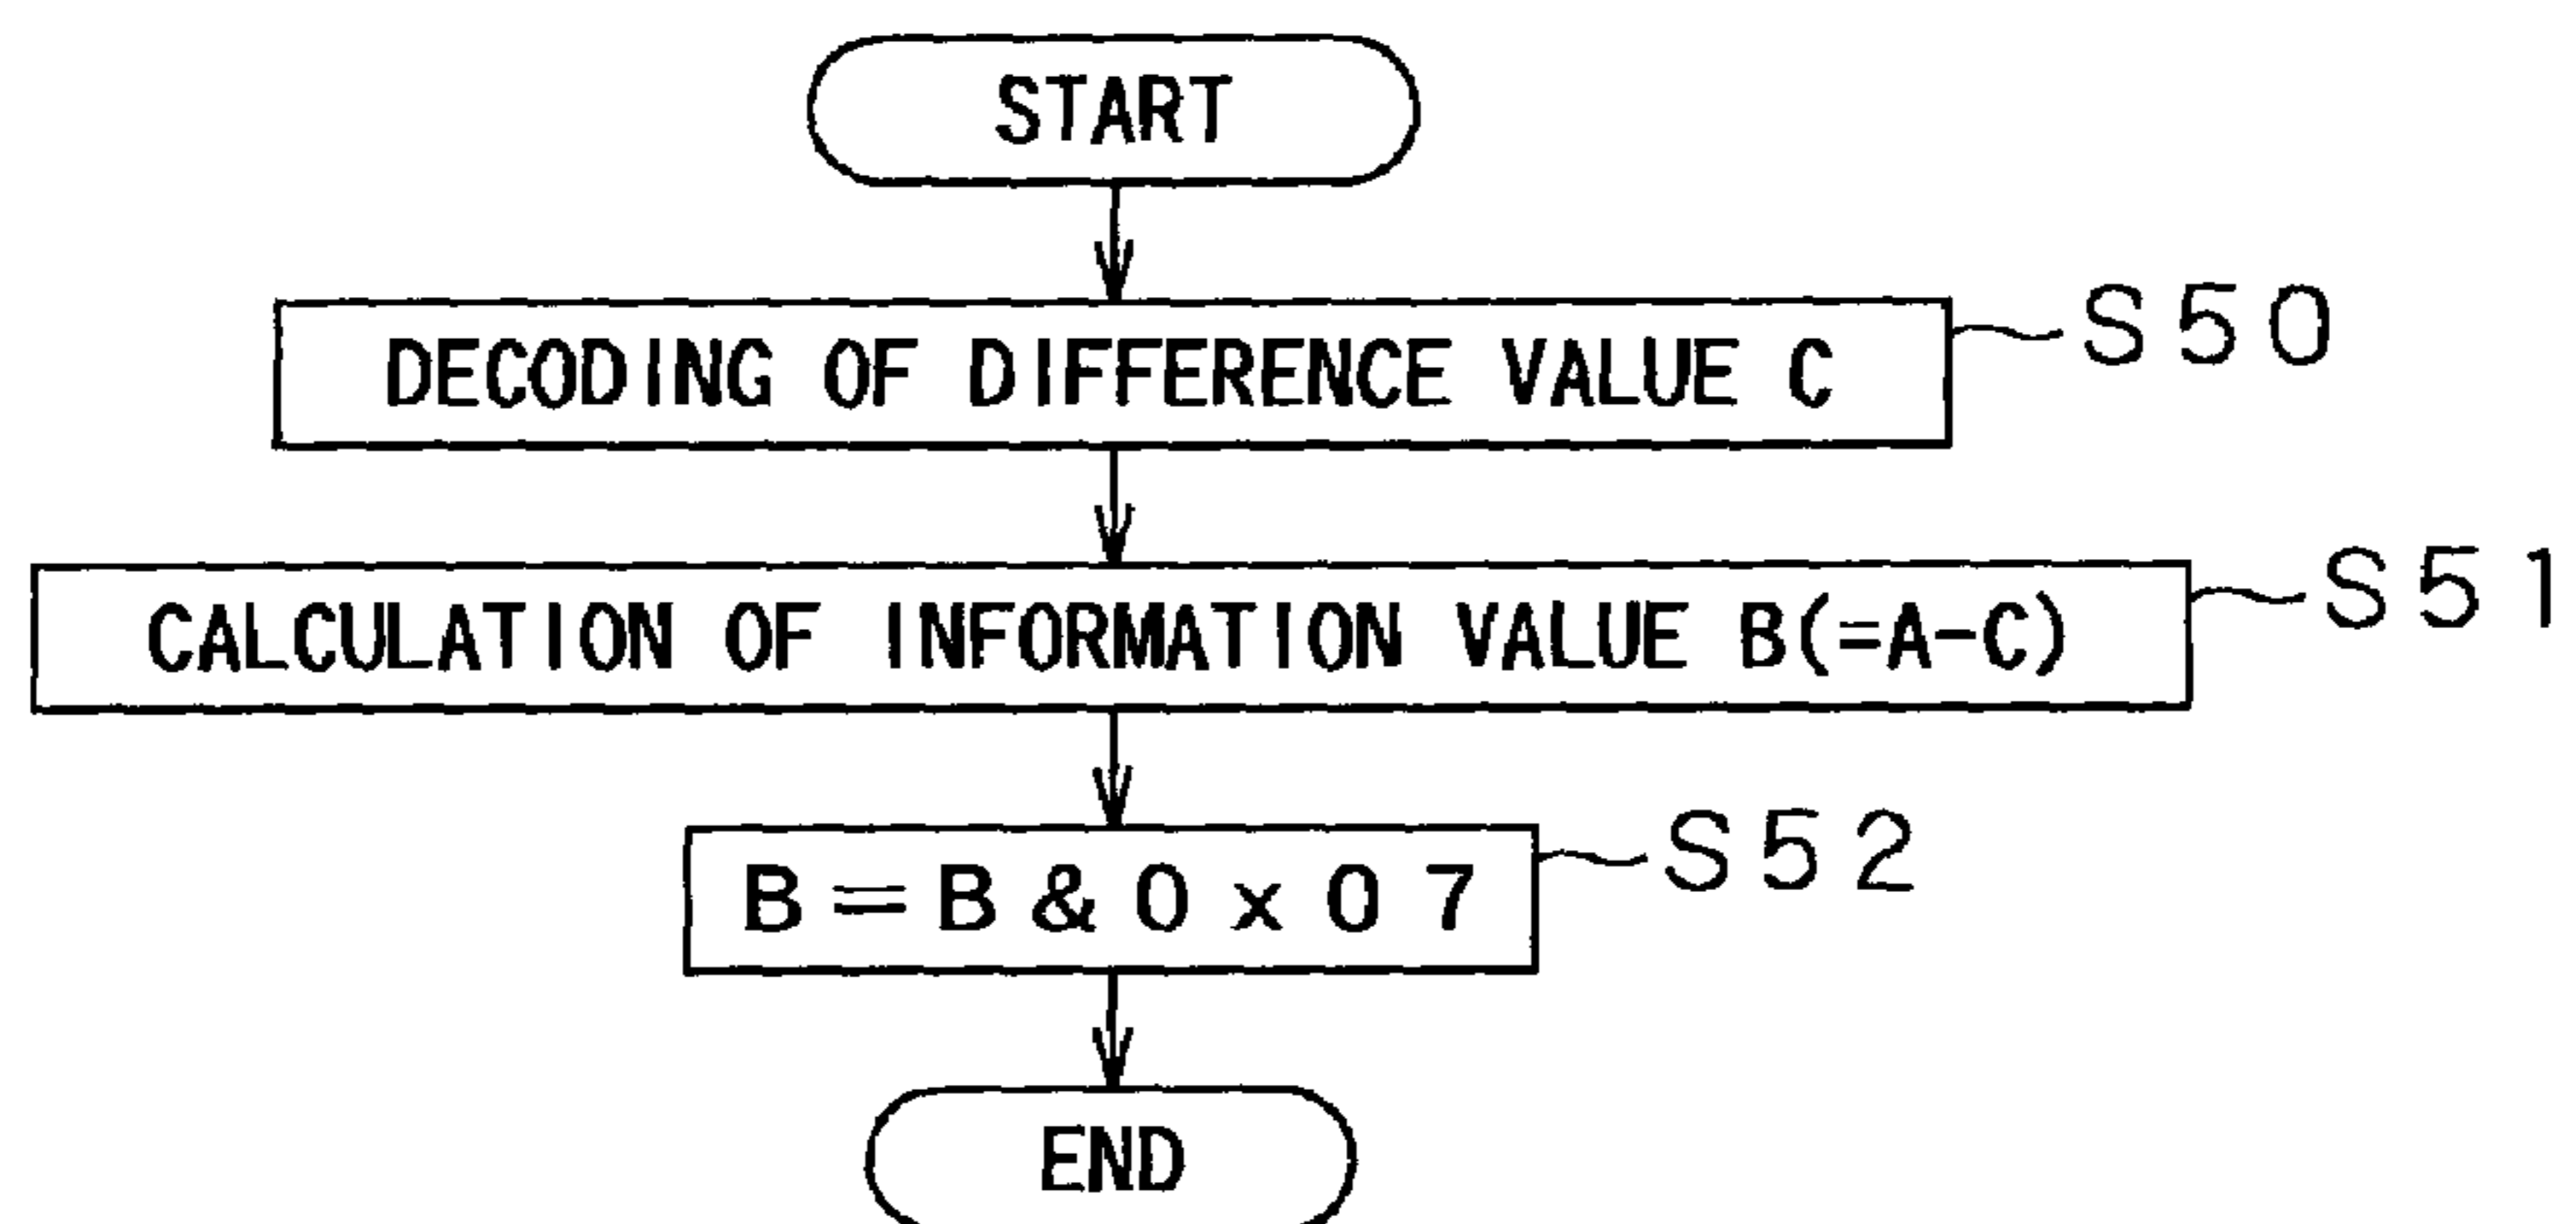 START
DECODING OF DIFFERENCE VALUE C
S50
CALCULATION OF INFORMATION VALUE B(=A-C)
S51
B=B&0x07
S52
END